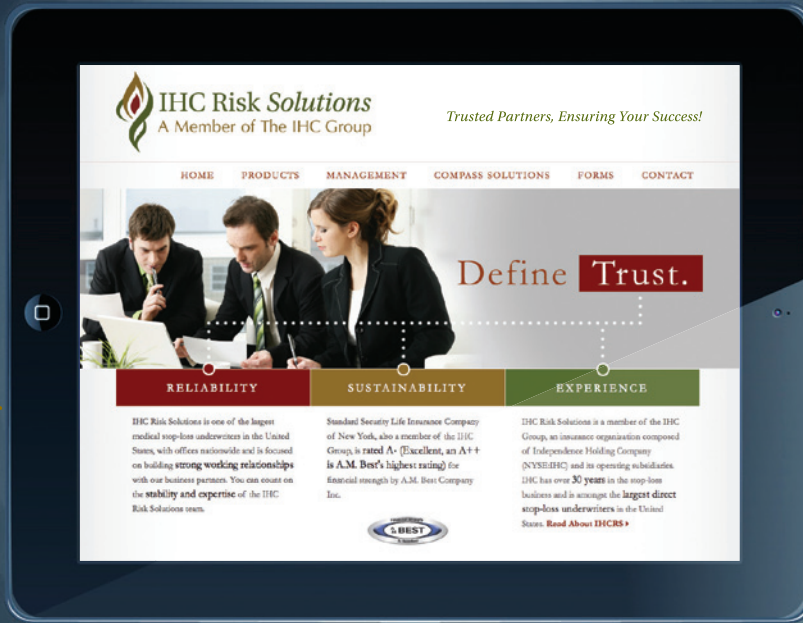 IHC Risk Solutions
A Member of The IHC Group
Trusted Partners, Ensuring Your Success!
HOME PRODUCTS MANAGEMENT COMPASS SOLUTIONS FORMS CONTACT
Define Trust.
RELIABILITY
IHC Risk Solutions is one of the largest
medical stop-loss underwriters in the United
States, with offices nationwide and is focused
on building strong working relationships
with our business partners. You can count on
the stability and expertise of the IHC
Risk Solutions team.
SUSTAINABILITY
Standard Security Life Insurance Company
of New York, also a member of the IHC
Group, is rated A- (Excellent, an A++
is A.M. Best's highest rating) for
financial strength by A.M. Best Company
Inc.
BEST
EXPERIENCE
IHC Risk Solutions is a member of the IHC
Group, an insurance organization composed
of Independence Holding Company
(NYSE:IHC) and its operating subsidiaries.
IHC has over 30 years in the stop-loss
business and is amongst the largest direct
stop-loss underwriters in the United
States. Read About IHCRS